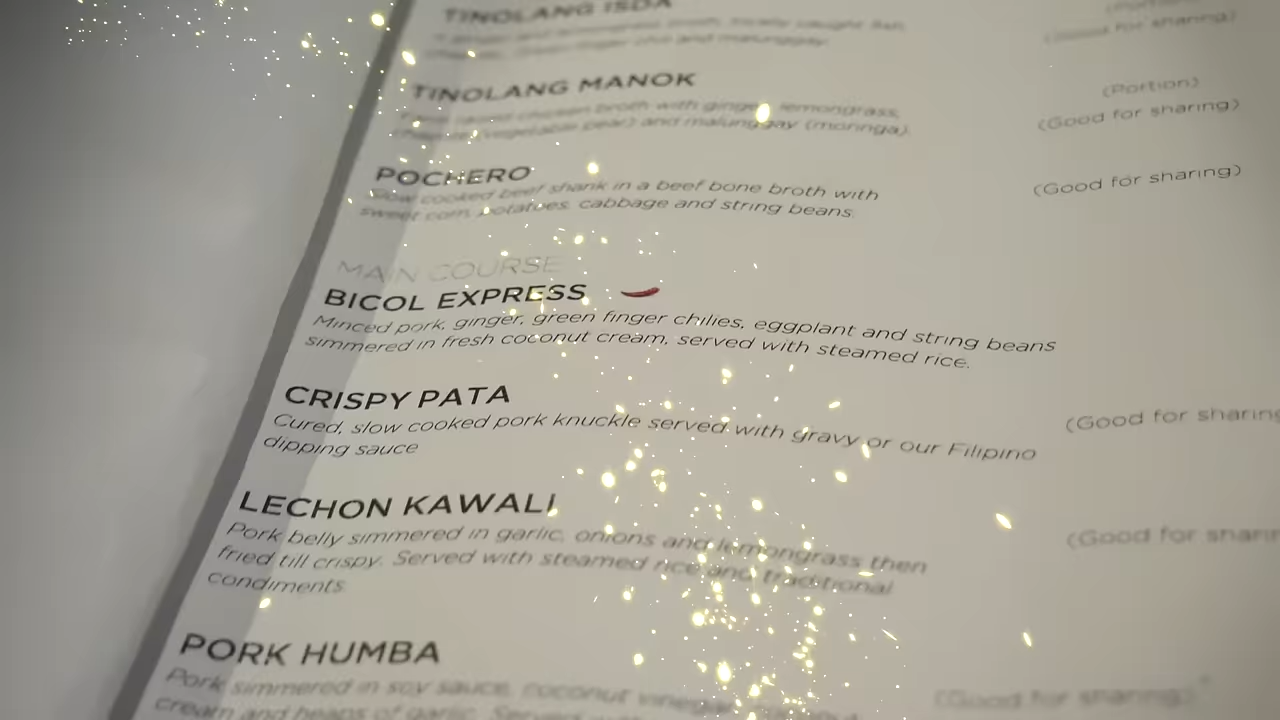 TINOLANG ISDA
TINOLANG MANOK
(Portion)
chicken broth with ginger, lemongrass,
(vegetable pear) and malunggay (moringa).
(Good for sharing)
POCHERO
Slow cooked beef shank in a beef bone broth with
sweet corn, potatoes, cabbage and string beans.
(Good for sharing)
MAIN COURSE
BICOL EXPRESS
Minced pork, ginger, green finger chilies, eggplant and string beans
simmered in fresh coconut cream, served with steamed rice.
CRISPY PATA
(Good for sharing
Cured, slow cooked pork knuckle served with gravy or our Filipino
dipping sauce
LECHON KAWALI
(Good for sharin
Pork belly simmered in garlic, onions and lemongrass then
fried till crispy. Served with steamed rice and traditional
condiments.
PORK HUMBA
Pork simmered in soy sauce, coconut vinegar,
(Good for sharing)
cream and heaps of garlic. Served